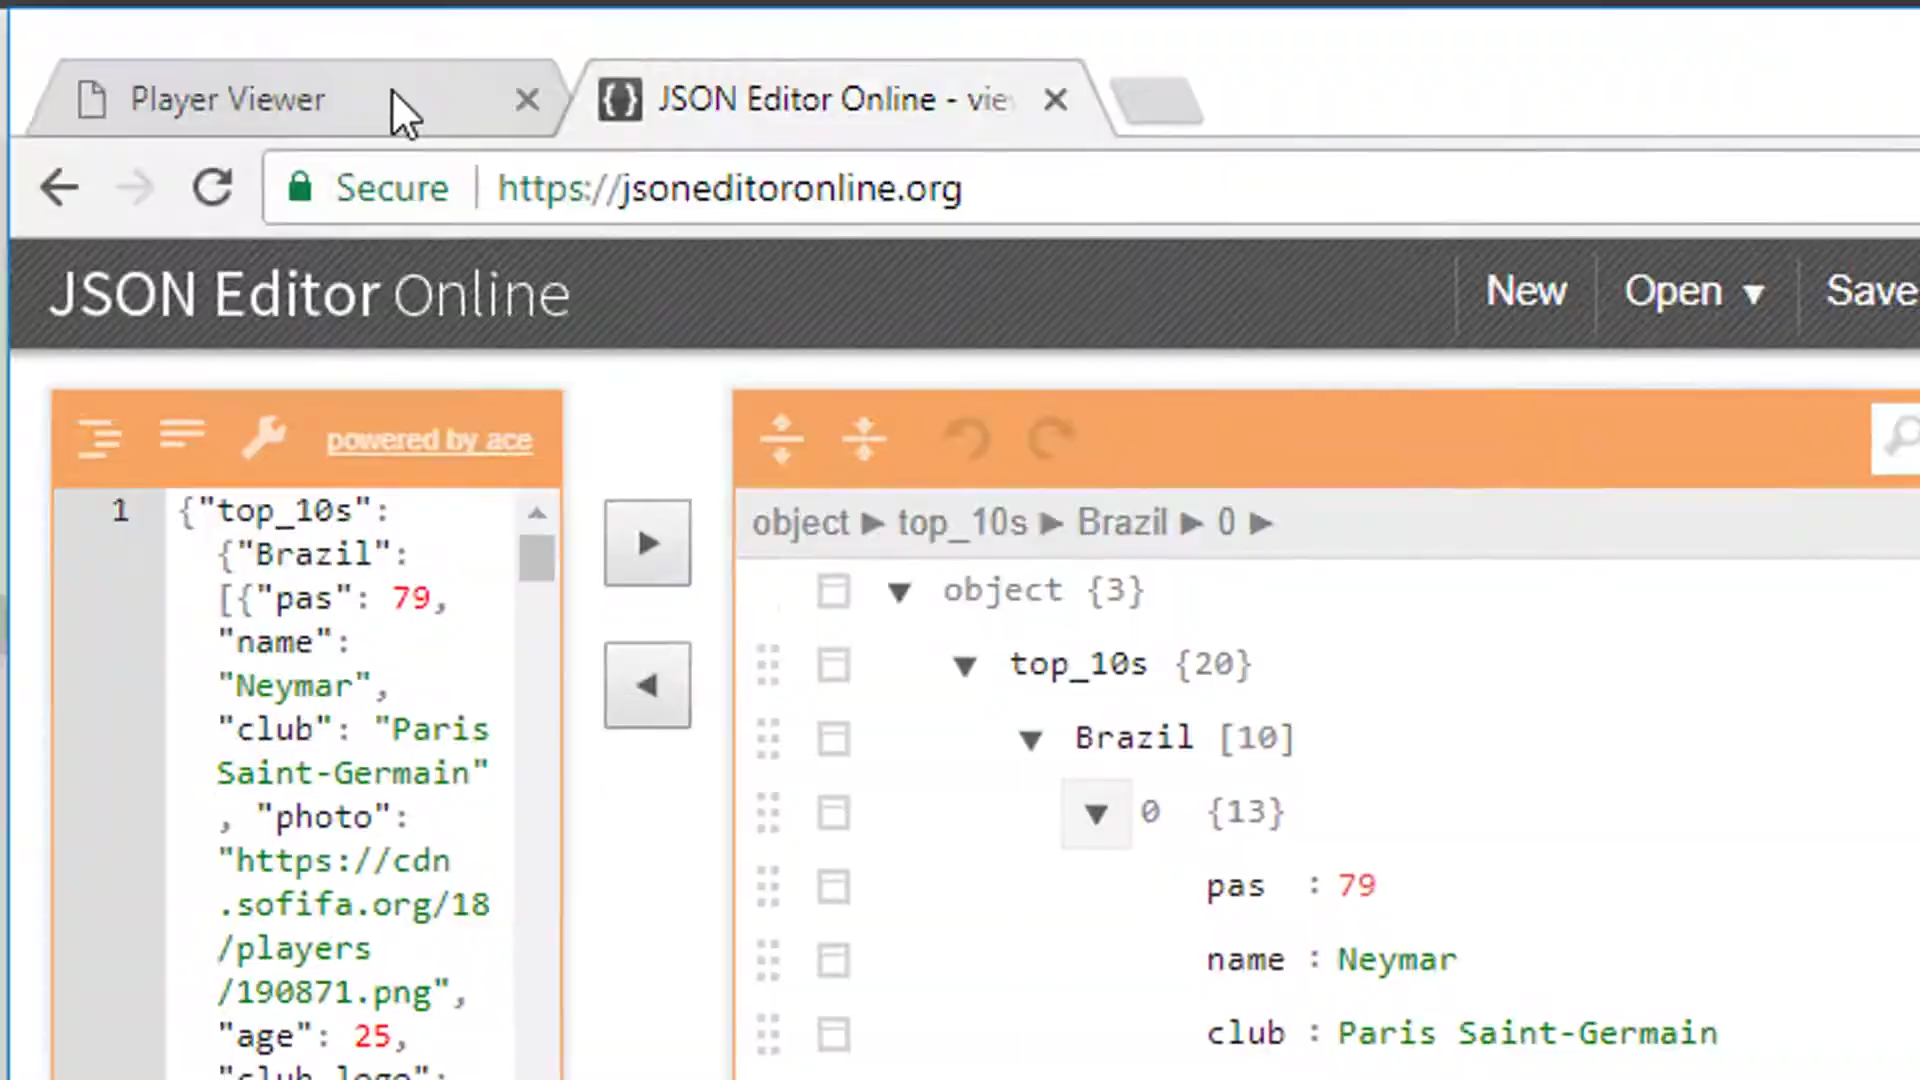 Player Viewer
JSON Editor Online - vie
Secure https://jsoneditoronline.org
JSON Editor Online
New Open ▼ Save
powered by ace
object ► top_10s ► Brazil ► 0 ►
1 {"top_10s":
{"Brazil":
[{"pas": 79,
"name":
"Neymar",
"club": "Paris
Saint-Germain"
, "photo":
"https://cdn
.sofifa.org/18
/players
/190871.png",
"age": 25,
"club_logo":
object {3}
top_10s {20}
Brazil [10]
0 {13}
pas : 79
name : Neymar
club : Paris Saint-Germain